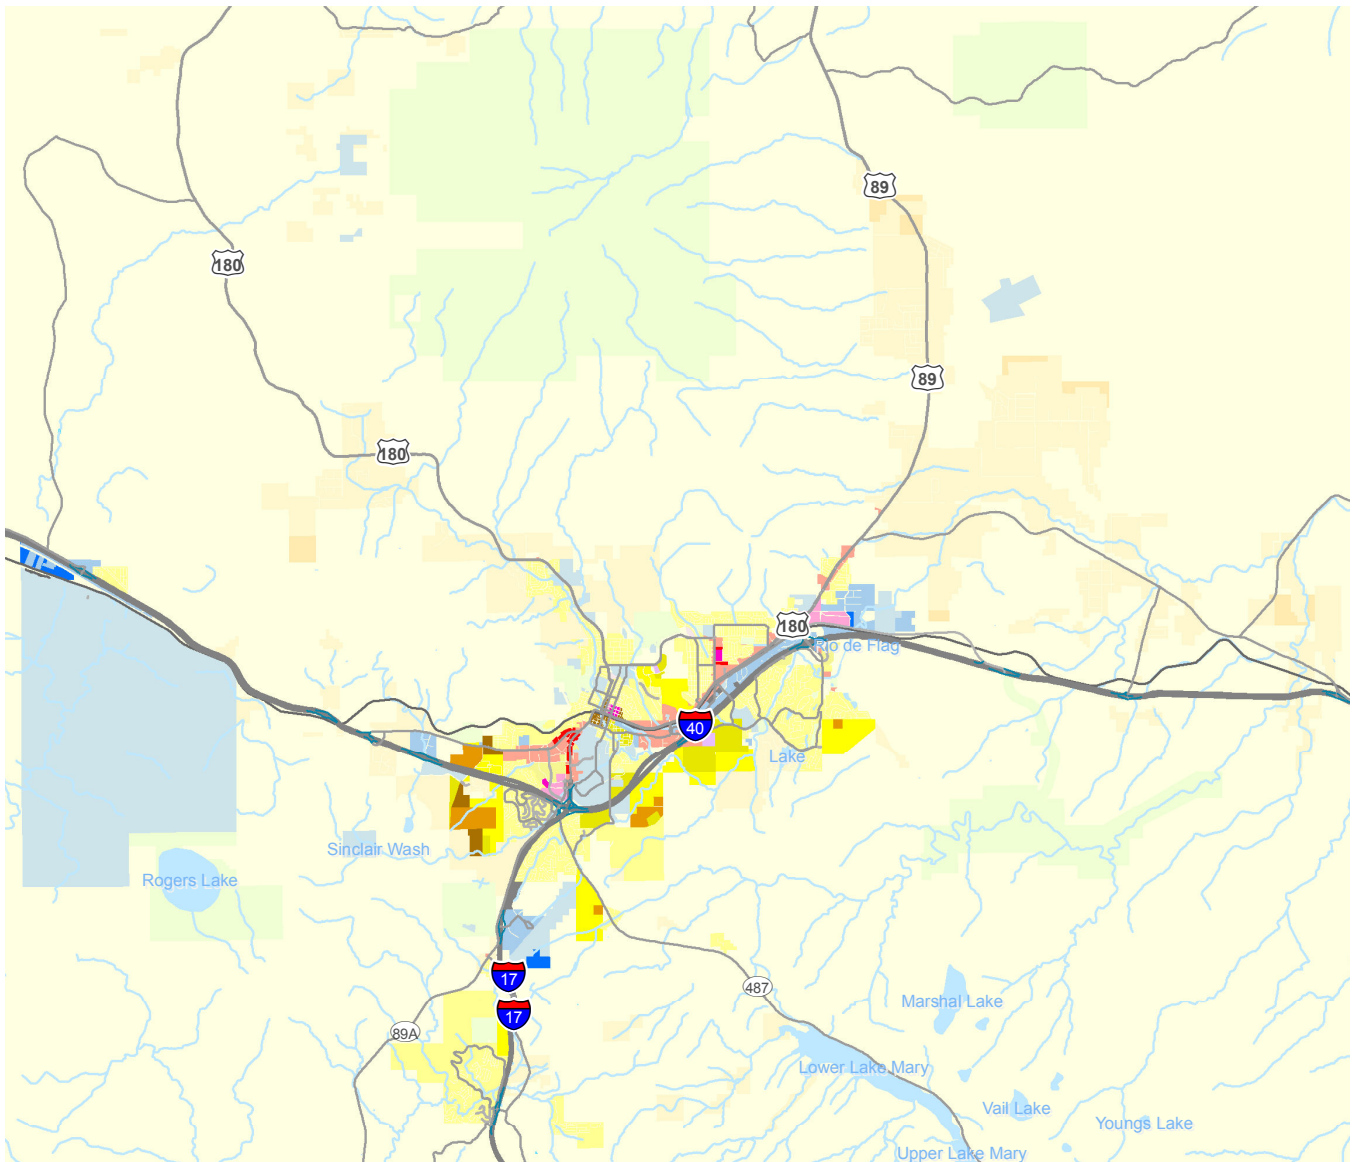 89
180
89
180
180
Rio de Flag
40
Lake
Sinclair Wash
Rogers Lake
17
487
Marshal Lake
17
89A
Lower Lake Mary
Vail Lake
Youngs Lake
Upper Lake Mary